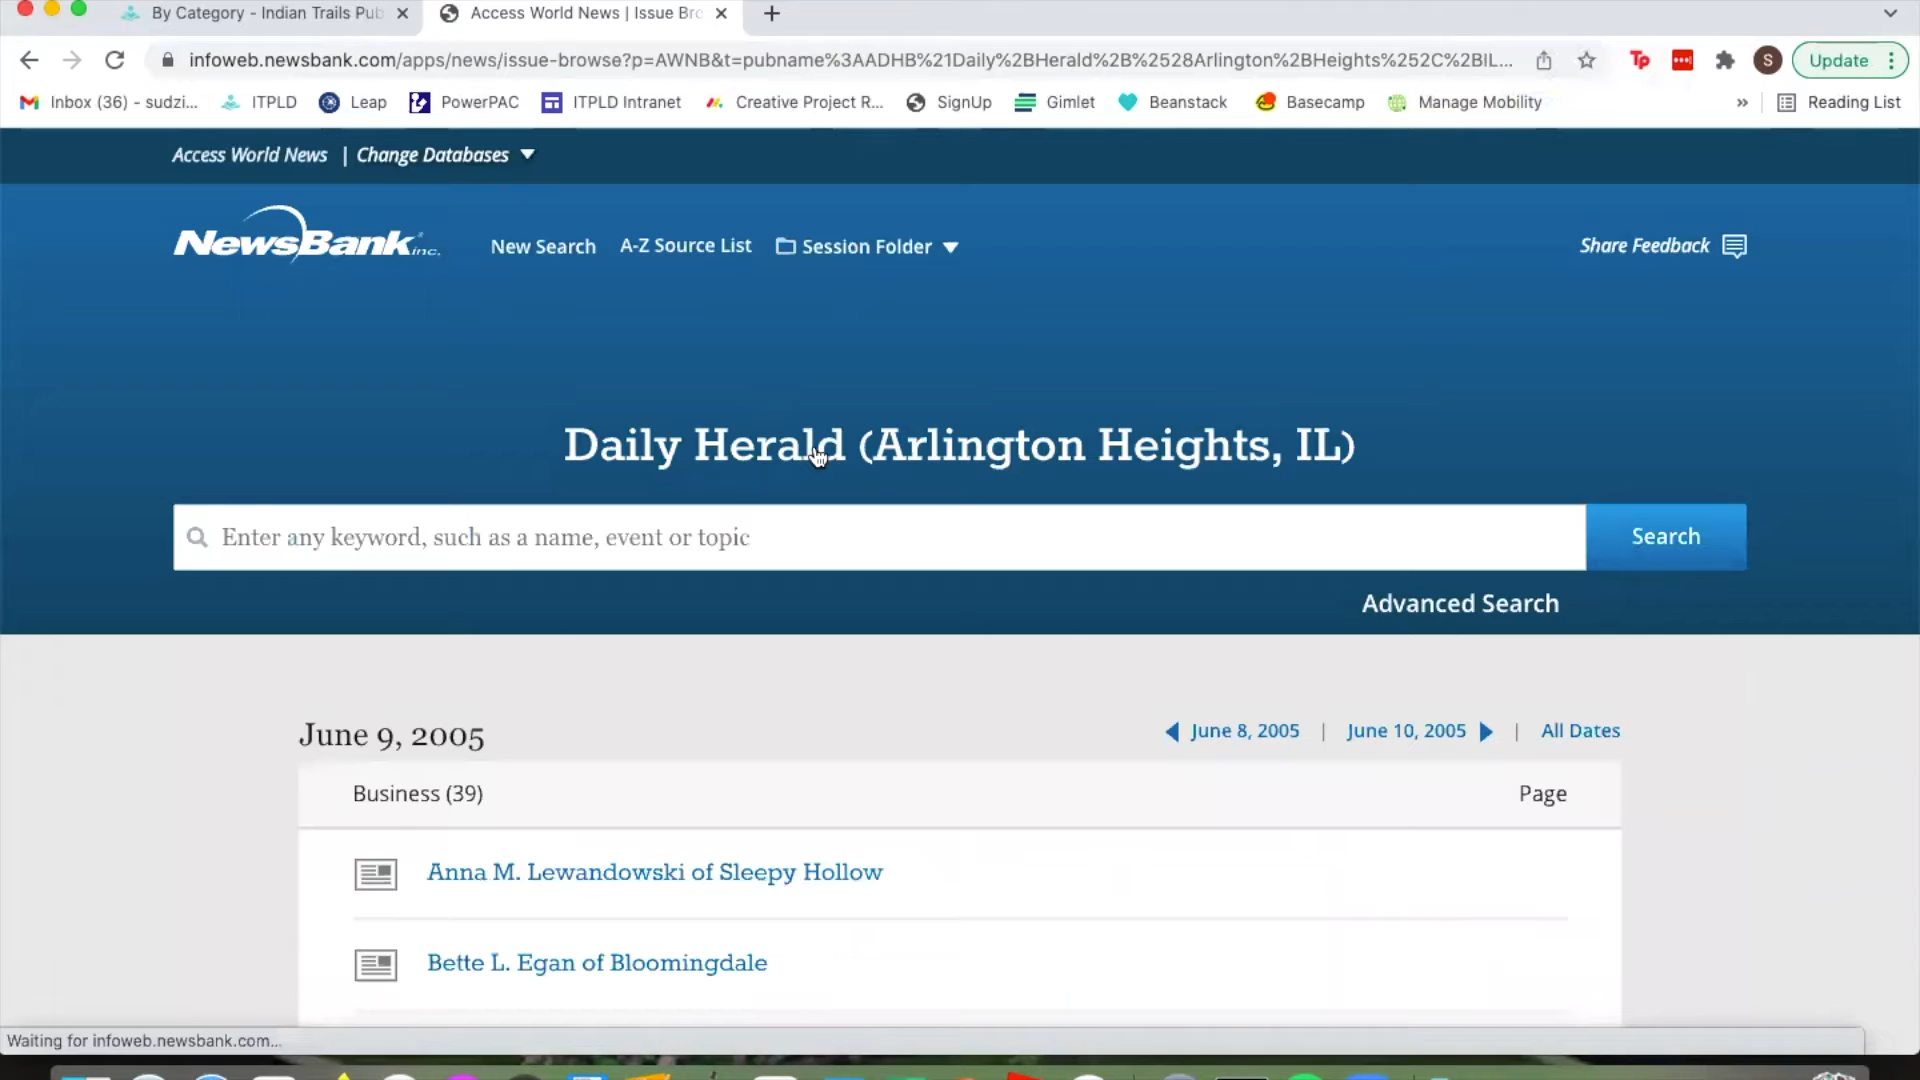 By Category - Indian Trails Pub
Access World News | Issue Bro
infoweb.newsbank.com/apps/news/issue-browse?p=AWNB&t=pubname%3AADHB%21Daily%2BHerald%2B%2528Arlington%2BHeights%252C%2BIL...
Tp
S
Update
Inbox (36) - sudzi...
ITPLD
Leap
PowerPAC
ITPLD Intranet
Creative Project R...
SignUp
Gimlet
Beanstack
Basecamp
Manage Mobility
»
Reading List
Access World News | Change Databases
NewsBank inc.
New Search
A-Z Source List
Session Folder
Share Feedback
Daily Herald (Arlington Heights, IL)
Enter any keyword, such as a name, event or topic
Search
Advanced Search
June 9, 2005
June 8, 2005 | June 10, 2005 | All Dates
Business (39)
Page
Anna M. Lewandowski of Sleepy Hollow
Bette L. Egan of Bloomingdale
Waiting for infoweb.newsbank.com...